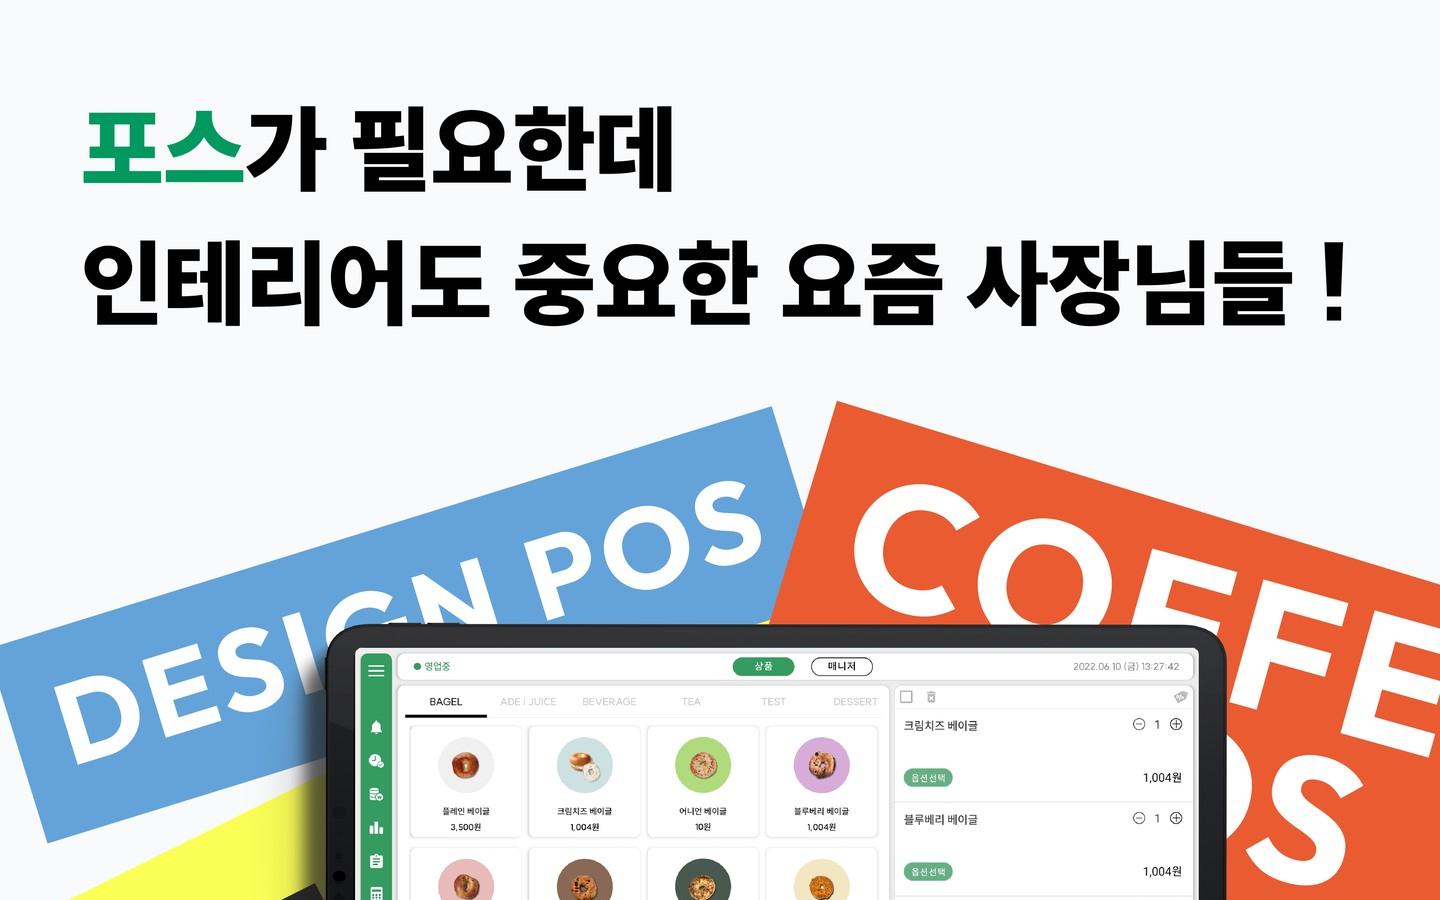 포스가 필요한데
인테리어도 중요한 요즘 사장님들 !
DESIGN POS
COFFE
OS
영업중
상품
매니저
2022.06.10 (금) 13:27:42
BAGEL
ADE | JUICE
BEVERAGE
TEA
TEST
DESSERT
플레인 베이글
3,500원
크림치즈 베이글
1,004원
어니언 베이글
10원
블루베리 베이글
1,004원
크림치즈 베이글
1
옵션선택
1,004원
블루베리 베이글
1
옵션선택
1,004원